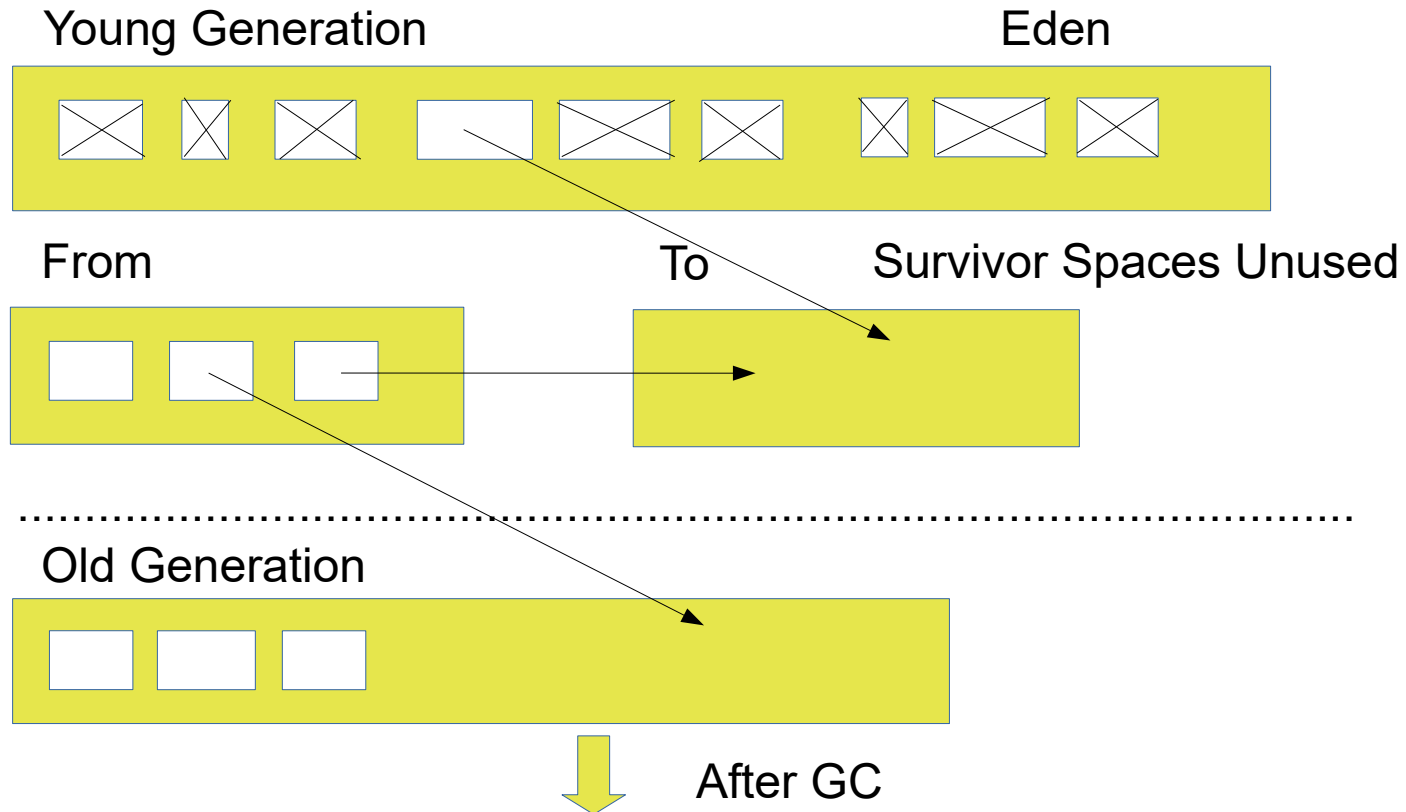 Young Generation
Eden
From
To
Survivor Spaces Unused
Old Generation
After GC